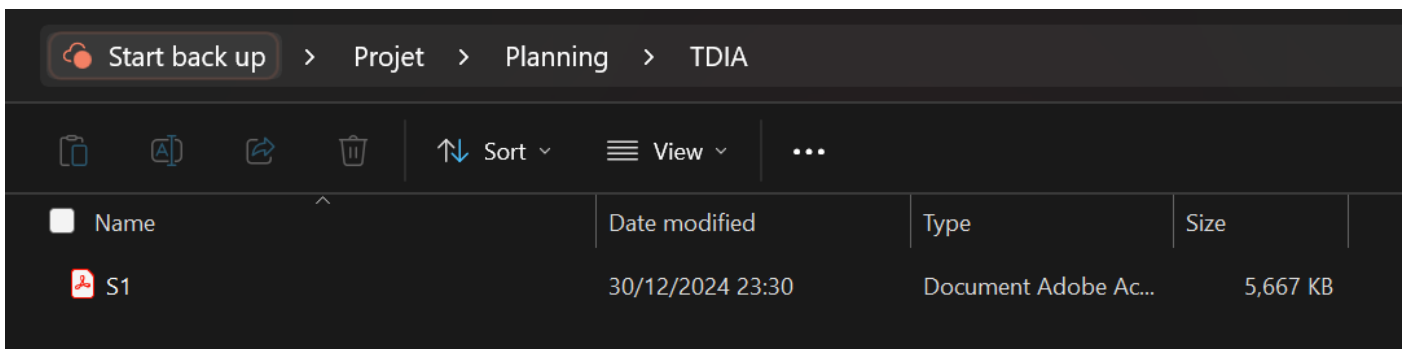 Start back up > Projet > Planning > TDIA
Sort View
Name Date modified Type Size
S1 30/12/2024 23:30 Document Adobe Ac... 5,667 KB